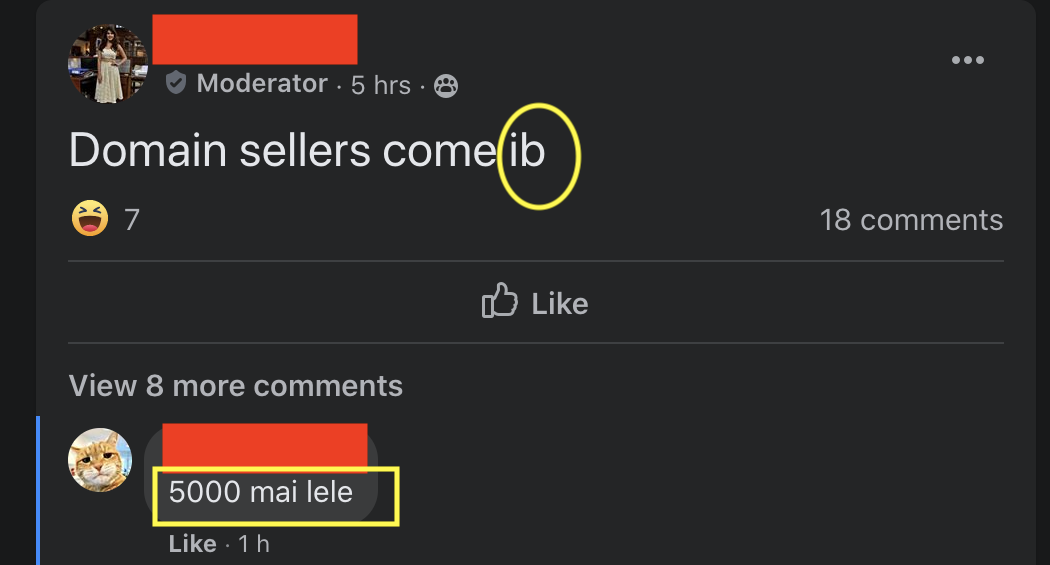 Moderator · 5 hrs ·
Domain sellers come ib
7
18 comments
Like
View 8 more comments
5000 mai lele
Like · 1 h